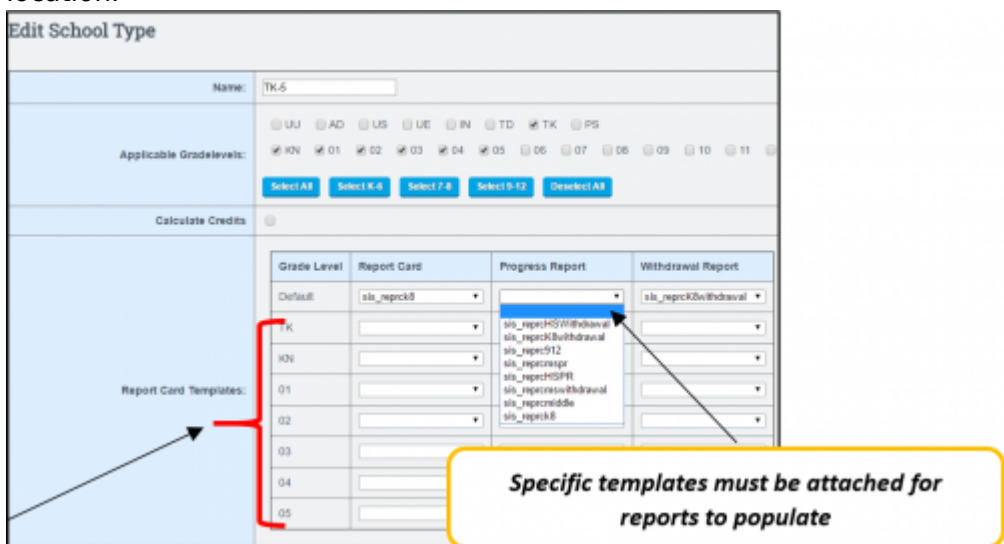 location.
Edit School Type
Name: TK-5
UU AD US UE IN TD TK PS
Applicable Gradelevels: KN 01 02 03 04 05 06 07 08 09 10 11
Select All Select K-6 Select 7-8 Select 9-12 Deselect All
Calculate Credits
Grade Level Report Card Progress Report Withdrawal Report
Default sis_reprck8 sis_reprcK8withdrawal
TK
sis_reprcHSWithdrawal
sis_reprcK8withdrawal
KN
sis_reprc912
sis_reprcmspr
sis_reprcHSPR
Report Card Templates: 01
sis_reprcmswithdrawal
sis_reprcmiddle
02
sis_reprck8
03
04
05
Specific templates must be attached for
reports to populate